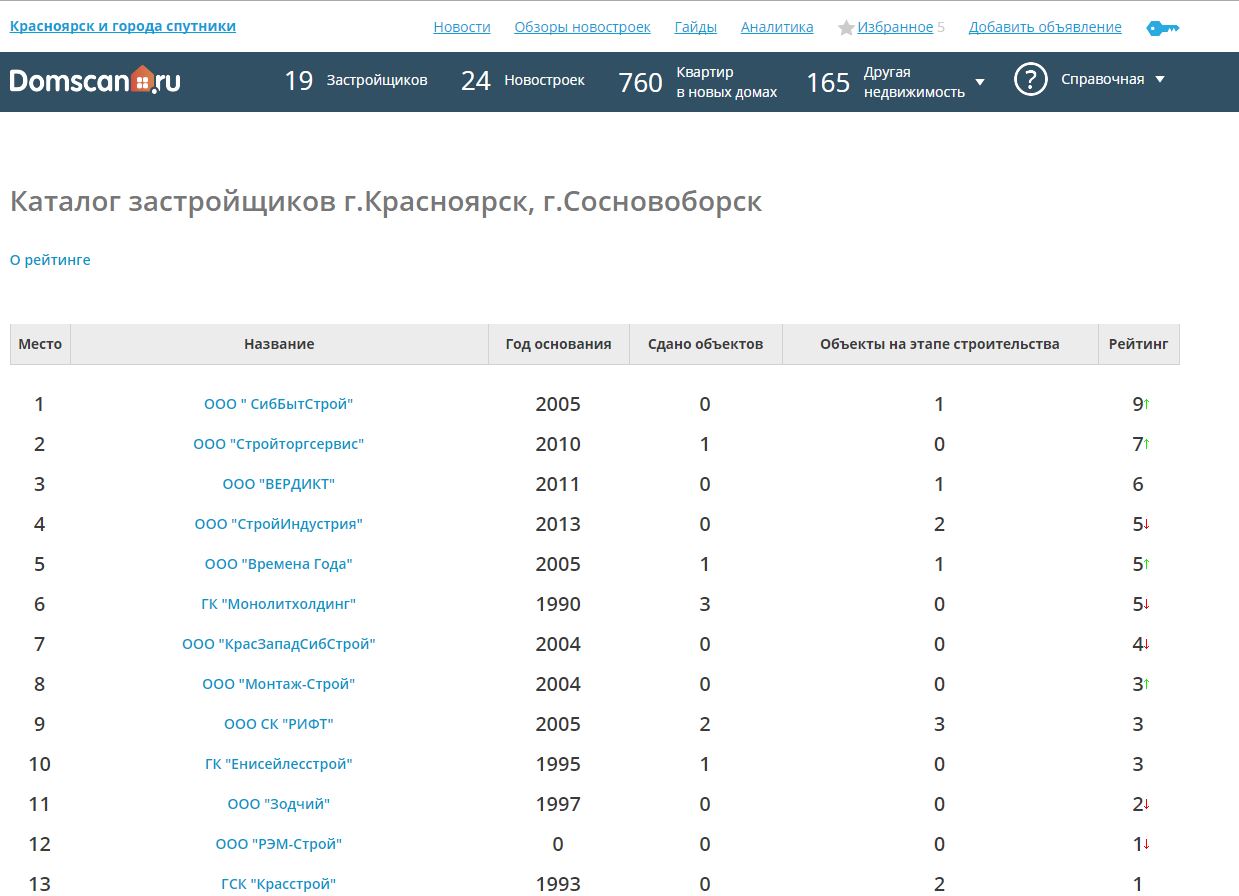 Красноярск и города спутники Новости Обзоры новостроек Гайды Аналитика Избранное 5 Добавить объявление
Domscan.ru 19 Застройщиков 24 Новостроек 760 Квартир в новых домах 165 Другая недвижимость ? Справочная
Каталог застройщиков г.Красноярск, г.Сосновоборск
О рейтинге
Место Название Год основания Сдано объектов Объекты на этапе строительства Рейтинг
1 ООО " СибБытСтрой" 2005 0 1 9↑
2 ООО "Стройторгсервис" 2010 1 0 7↑
3 ООО "ВЕРДИКТ" 2011 0 1 6
4 ООО "СтройИндустрия" 2013 0 2 5↓
5 ООО "Времена Года" 2005 1 1 5↑
6 ГК "Монолитхолдинг" 1990 3 0 5↓
7 ООО "КрасЗападСибСтрой" 2004 0 0 4↓
8 ООО "Монтаж-Строй" 2004 0 0 3↑
9 ООО СК "РИФТ" 2005 2 3 3
10 ГК "Енисейлесстрой" 1995 1 0 3
11 ООО "Зодчий" 1997 0 0 2↓
12 ООО "РЭМ-Строй" 0 0 0 1↓
13 ГСК "Красстрой" 1993 0 2 1